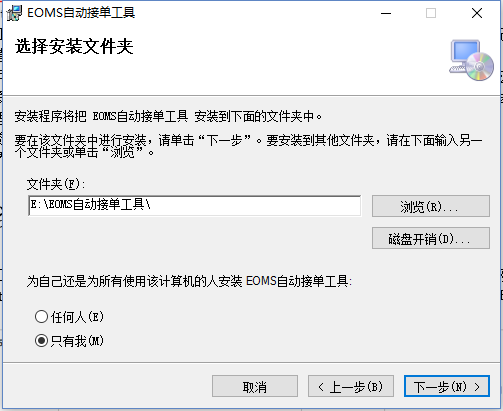 EOMS自动接单工具
选择安装文件夹
安装程序将把 EOMS自动接单工具 安装到下面的文件夹中。
要在该文件夹中进行安装，请单击“下一步”。要安装到其他文件夹，请在下面输入另一
个文件夹或单击“浏览”。
文件夹(F):
E:\EOMS自动接单工具\
浏览(R)...
磁盘开销(D)...
为自己还是为所有使用该计算机的人安装 EOMS自动接单工具:
任何人(E)
只有我(M)
取消
< 上一步(B)
下一步(N) >